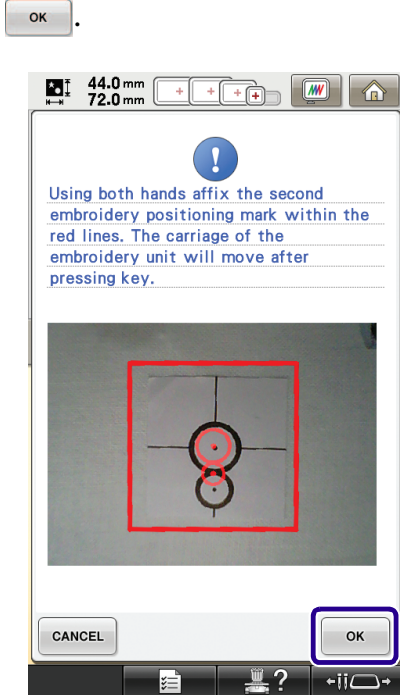 OK .
44.0 mm
72.0 mm
!
Using both hands affix the second
embroidery positioning mark within the
red lines. The carriage of the
embroidery unit will move after
pressing key.
CANCEL
OK
?